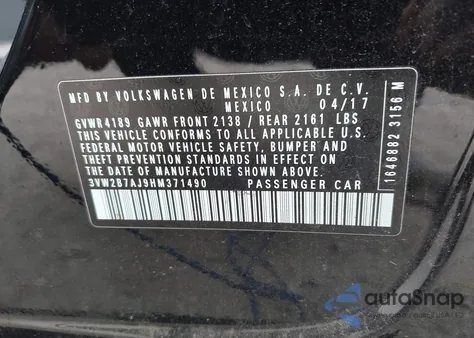 MFD BY VOLKSWAGEN DE MEXICO S.A. DE C.V.
MEXICO 04/17
GVWR4189 GAWR FRONT 2138 / REAR 2161 LBS
THIS VEHICLE CONFORMS TO ALL APPLICABLE U.S.
FEDERAL MOTOR VEHICLE SAFETY, BUMPER AND
THEFT PREVENTION STANDARDS IN EFFECT ON
THE DATE OF MANUFACTURE SHOWN ABOVE.
3VW2B7AJ9HM371490 PASSENGER CAR
1646882 3156 M
autoSnap